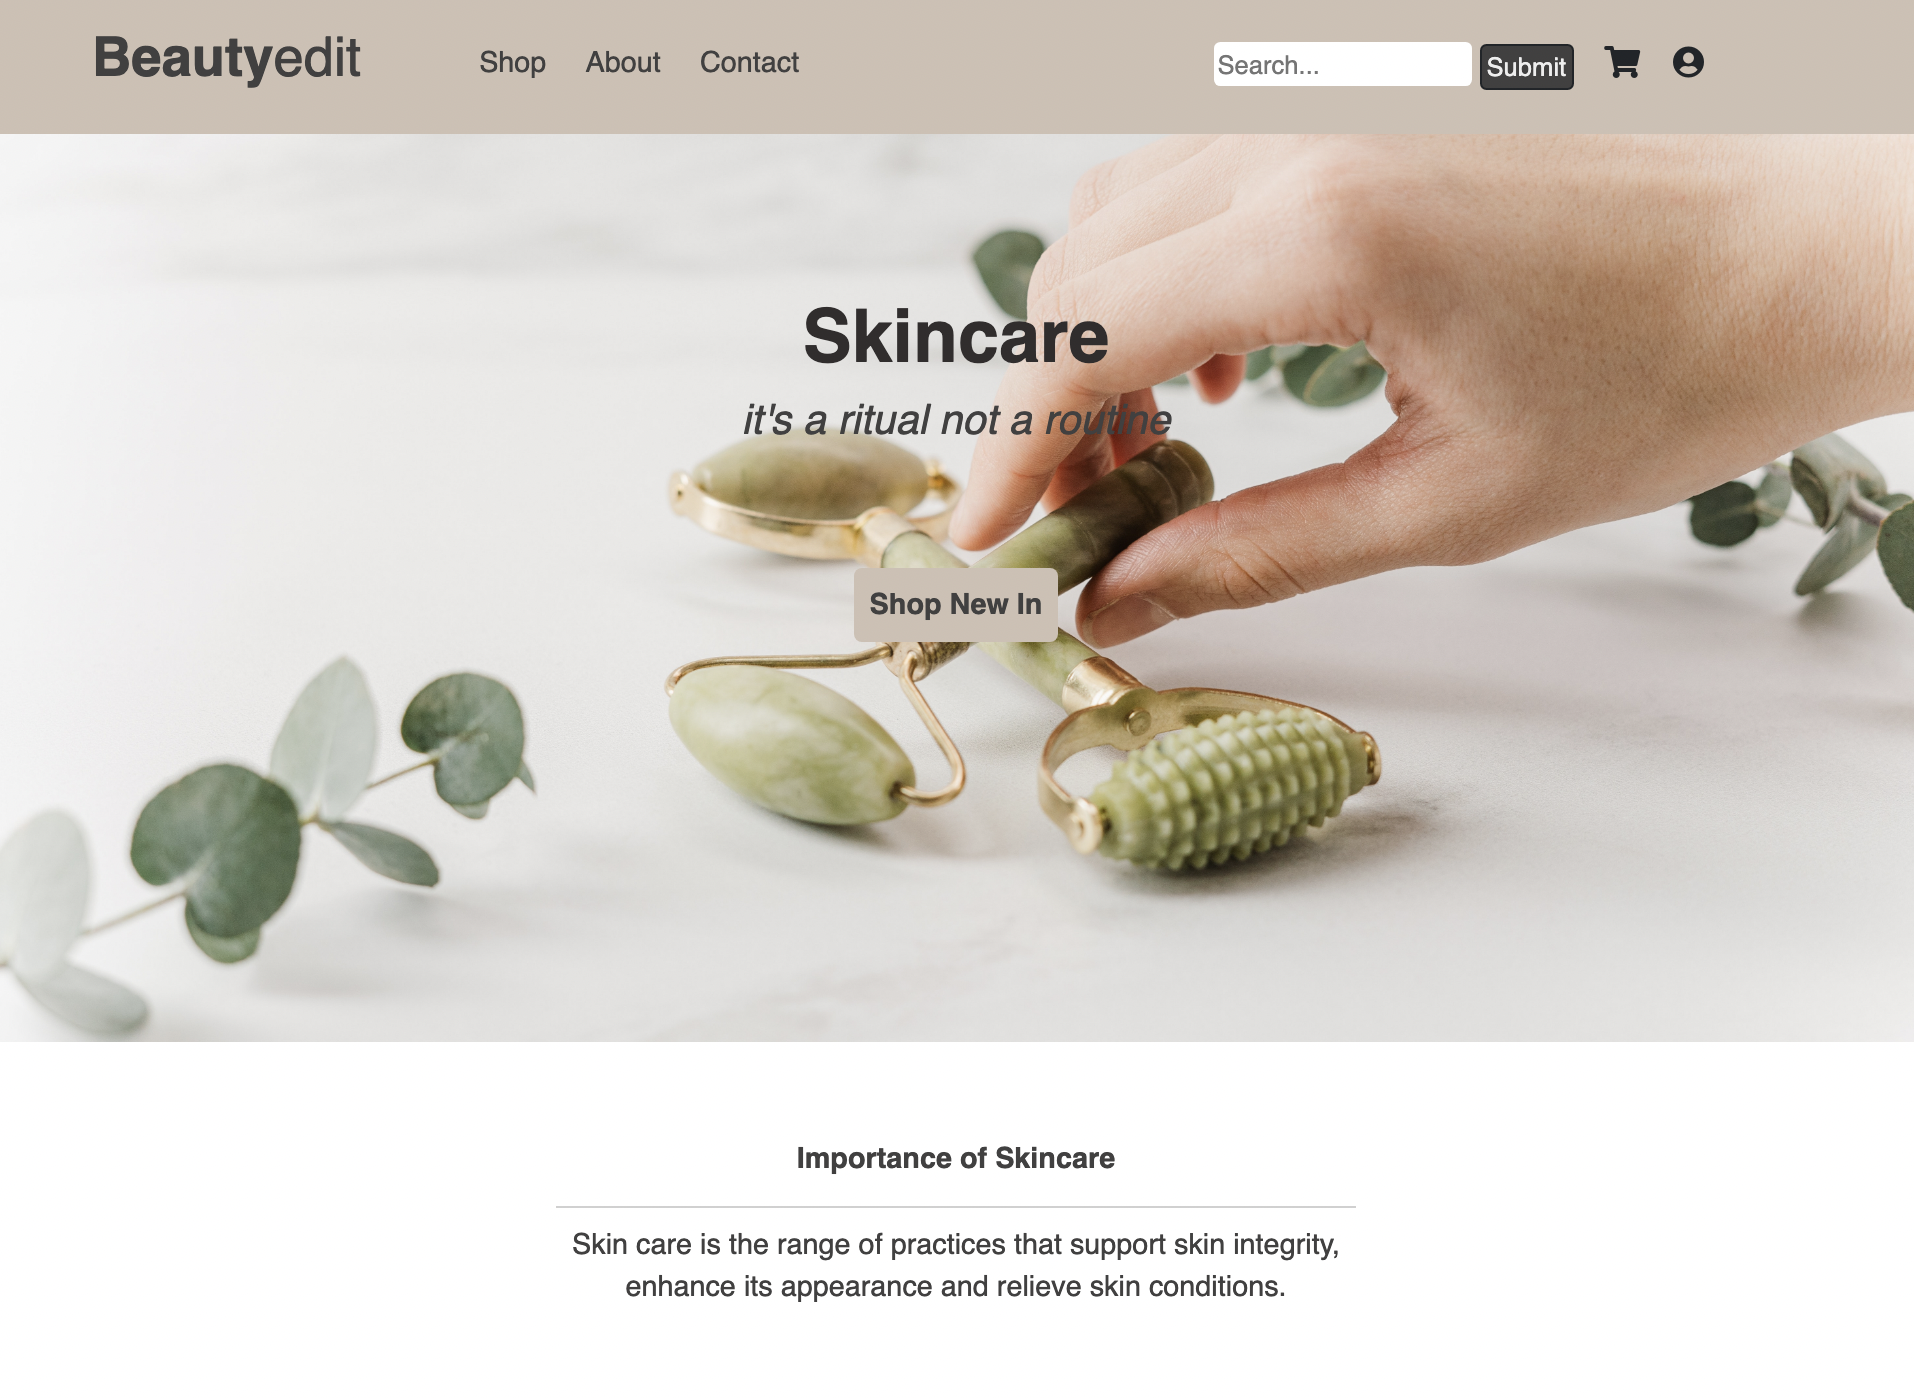 Beautyedit
Shop About Contact
Search... Submit
Skincare
it's a ritual not a routine
Shop New In
Importance of Skincare
Skin care is the range of practices that support skin integrity,
enhance its appearance and relieve skin conditions.